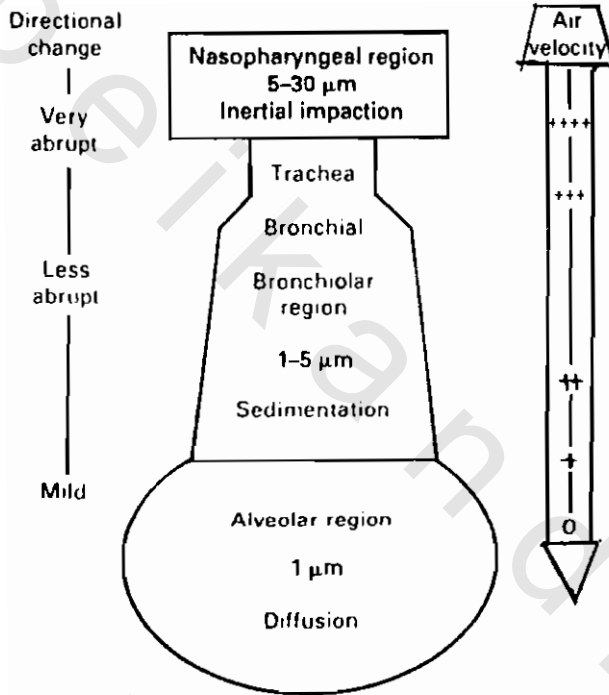 Directional
change
Very
abrupt
Less
abrupt
Mild
Nasopharyngeal region
5–30 μm
Inertial impaction
Trachea
Bronchial
Bronchiolar
region
1–5 μm
Sedimentation
Alveolar region
1 μm
Diffusion
Air
velocity
++++
+++
++
+
0